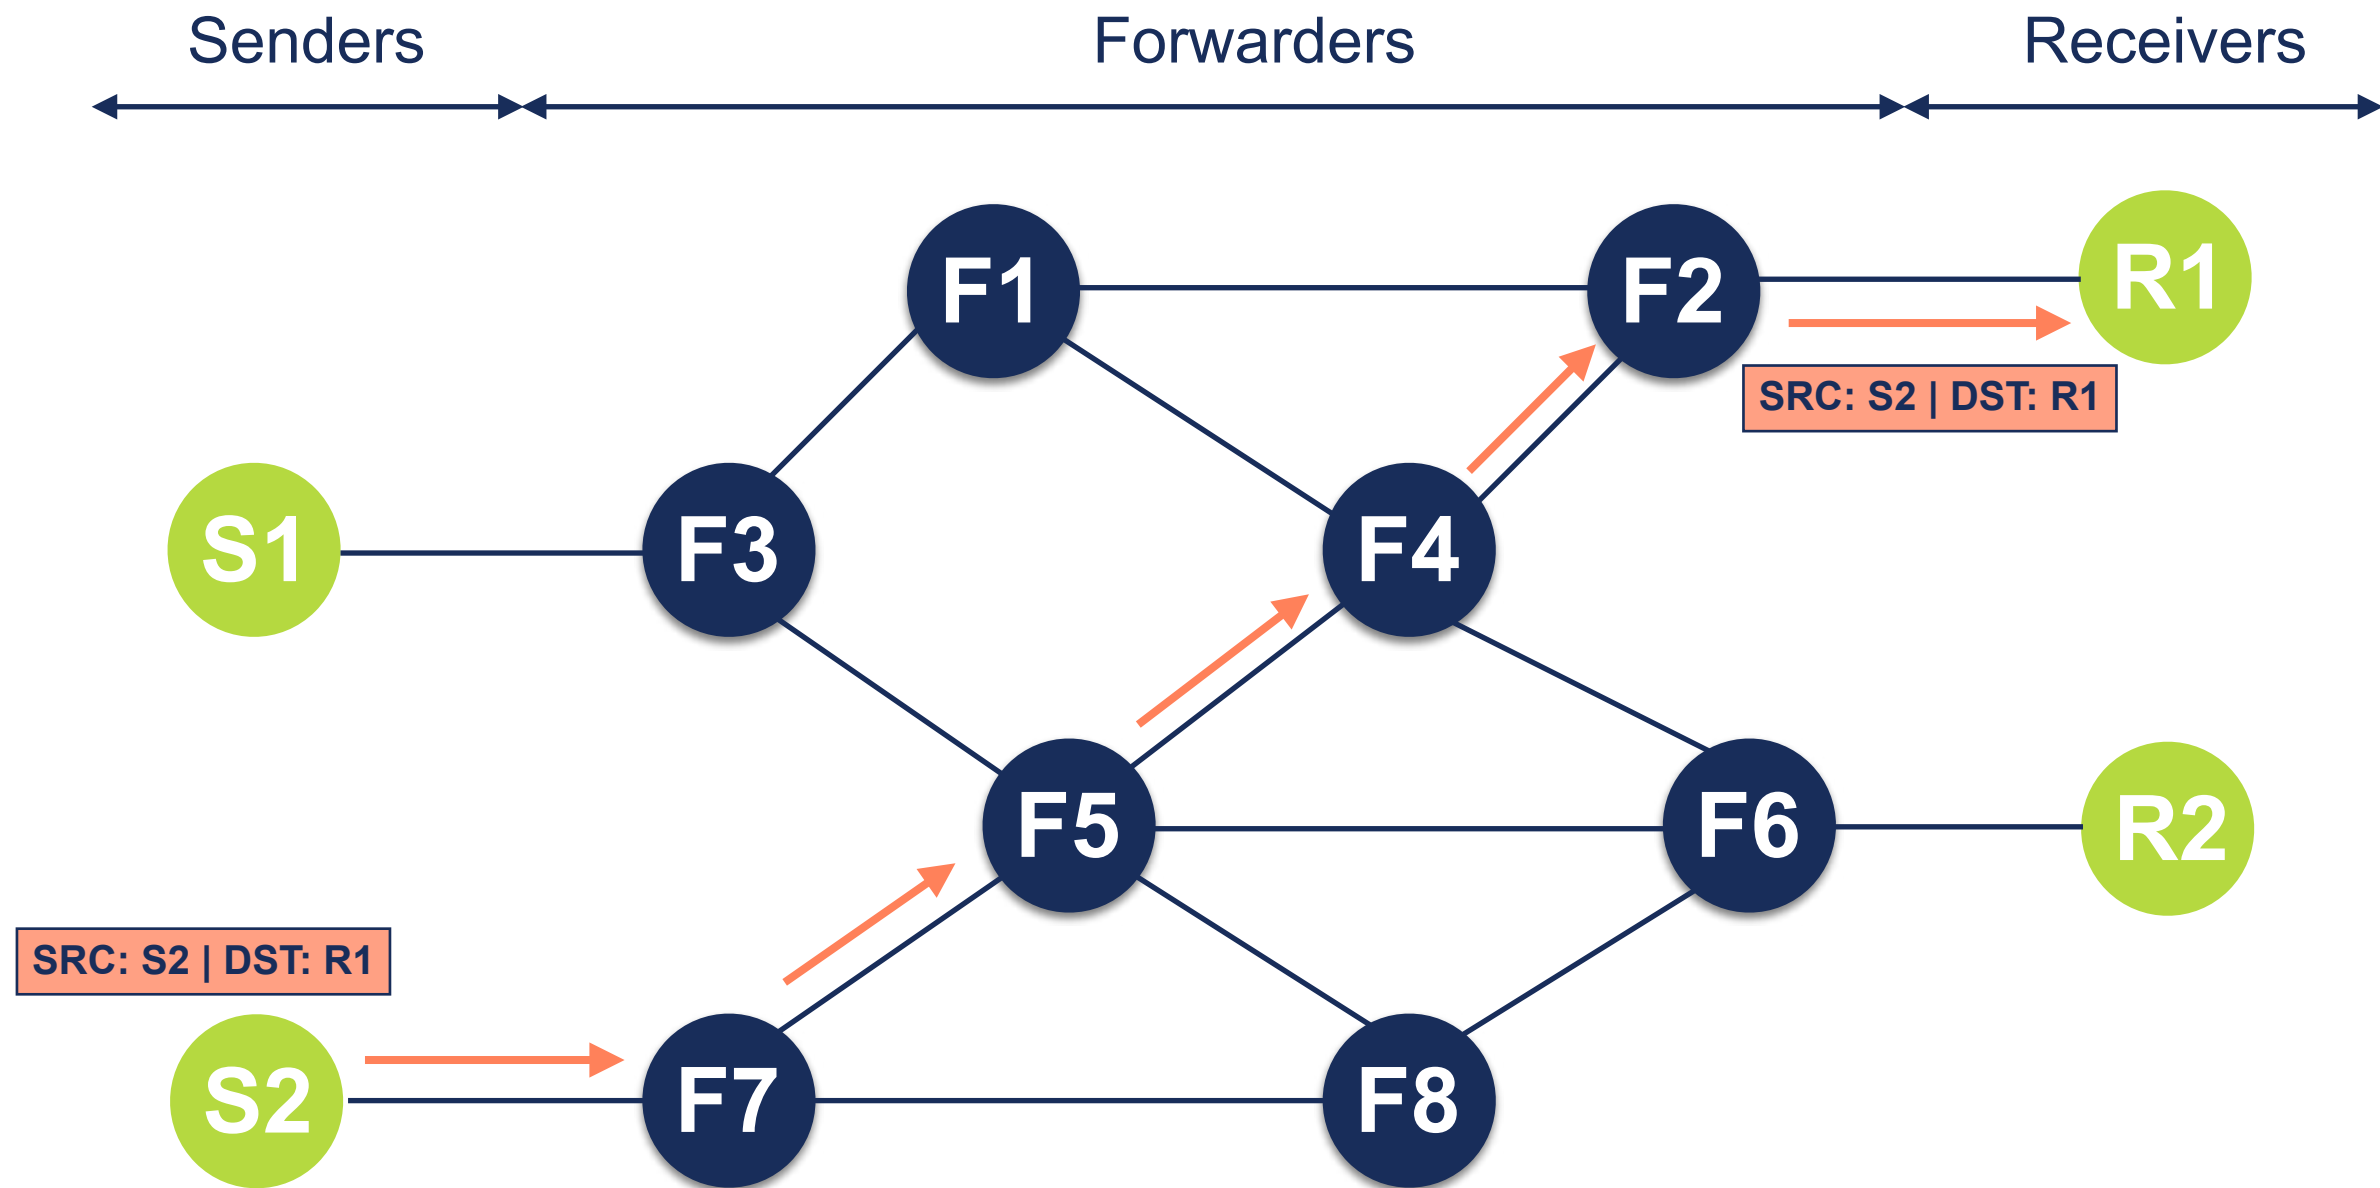 Senders
Forwarders
Receivers
F1
F2
R1
SRC: S2 | DST: R1
S1
F3
F4
F5
F6
R2
SRC: S2 | DST: R1
S2
F7
F8